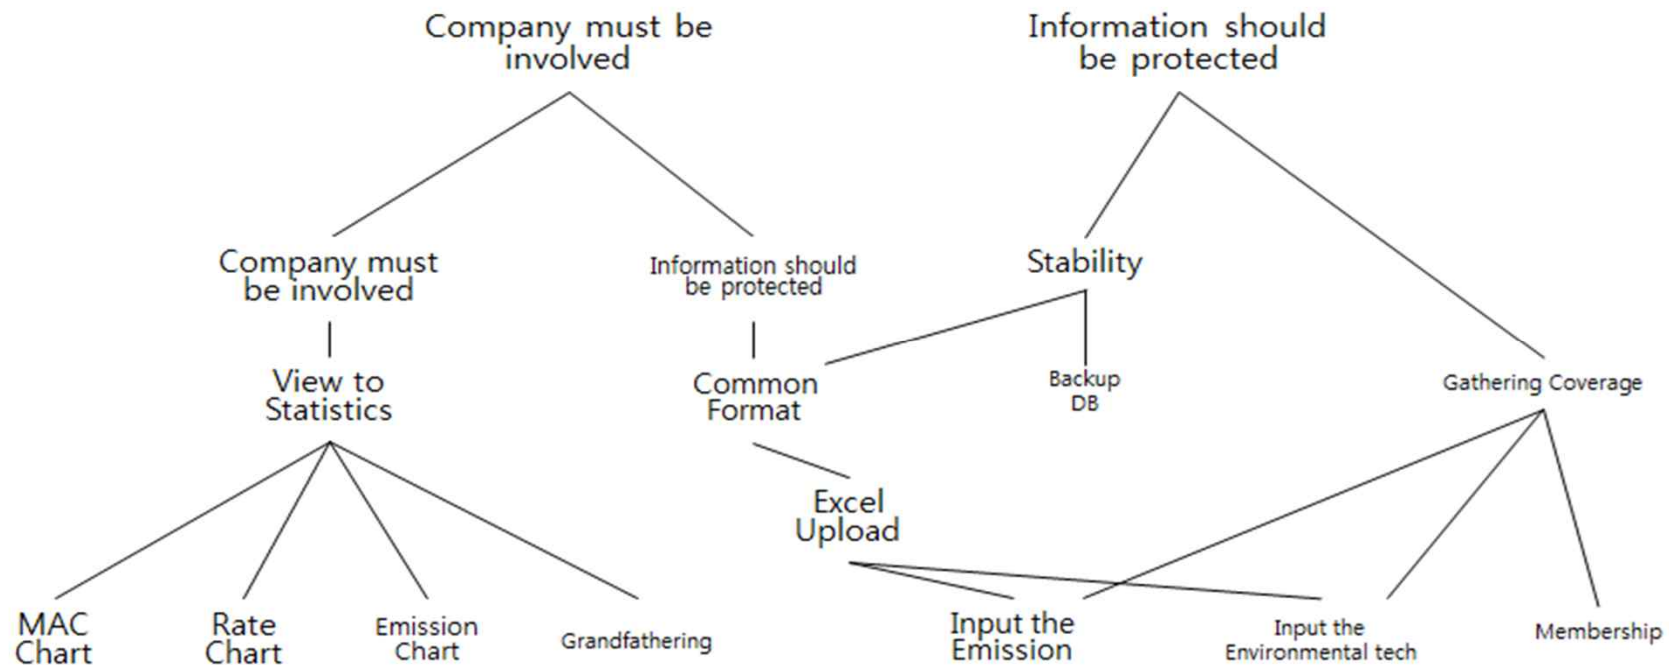 Company must be
involved
Information should
be protected
Company must
be involved
Information should
be protected
Stability
View to
Statistics
Common
Format
Backup
DB
Gathering Coverage
Excel
Upload
MAC
Chart
Rate
Chart
Emission
Chart
Grandfathering
Input the
Emission
Input the
Environmental tech
Membership